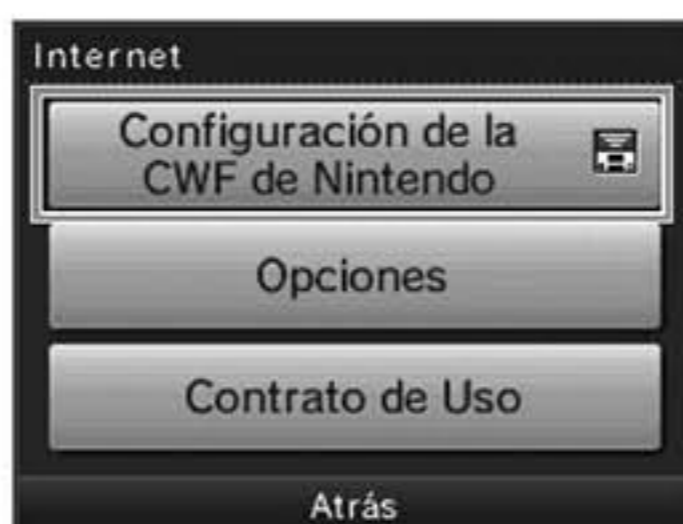 Internet
Configuración de la
CWF de Nintendo
Opciones
Contrato de Uso
Atrás